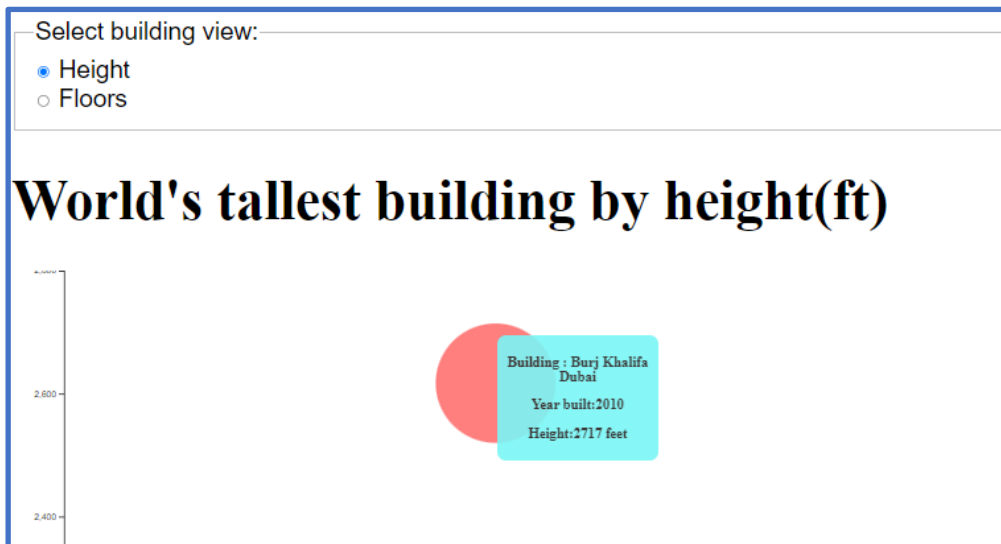 Select building view:
Height
Floors
World's tallest building by height(ft)
Building : Burj Khalifa
Dubai
Year built:2010
Height:2717 feet
2,600
2,400